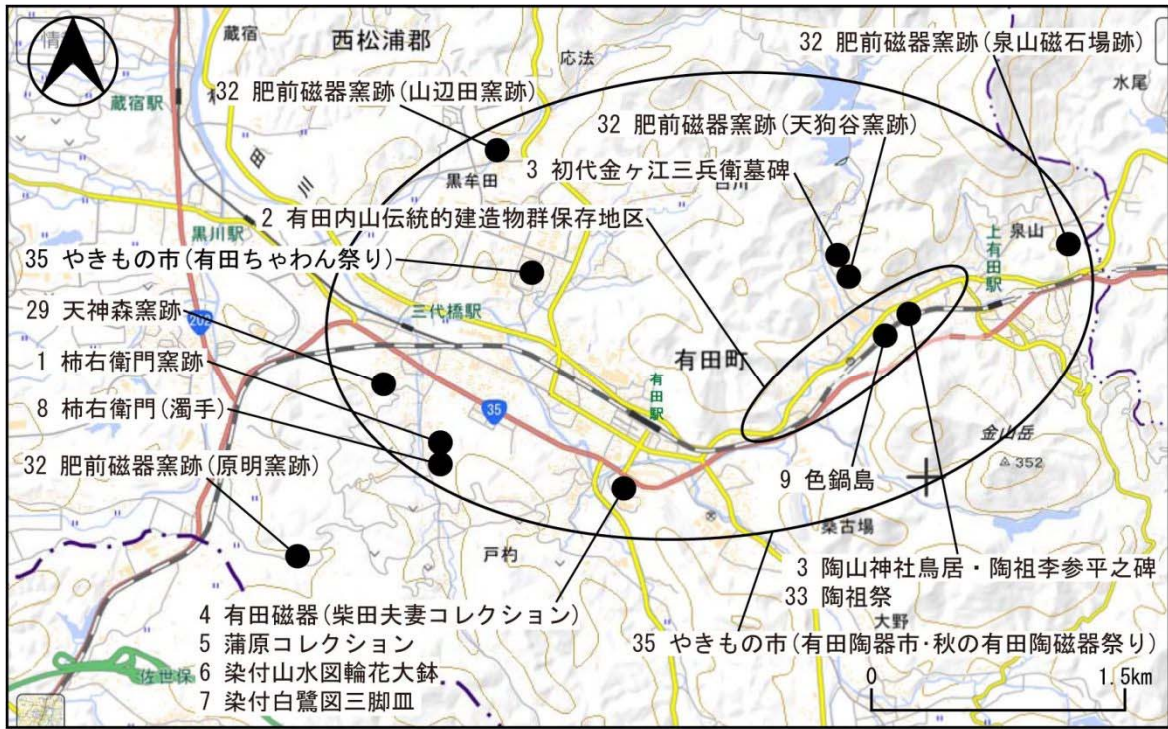 蔵宿
西松浦郡
応法
32 肥前磁器窯跡(泉山磁石場跡)
水尾
蔵宿駅
32 肥前磁器窯跡(山辺田窯跡)
32 肥前磁器窯跡(天狗谷窯跡)
黒牟田
3 初代金ヶ江三兵衛墓碑
2 有田内山伝統的建造物群保存地区
泉山
上有田駅
黒川駅
35 やきもの市(有田ちゃわん祭り)
29 天神森窯跡
三代橋駅
202
有田町
有田駅
1 柿右衛門窯跡
35
8 柿右衛門(濁手)
金山岳
352
32 肥前磁器窯跡(原明窯跡)
9 色鍋島
桑古場
戸杓
3 陶山神社鳥居・陶祖李参平之碑
33 陶祖祭
4 有田磁器(柴田夫妻コレクション)
5 蒲原コレクション
6 染付山水図輪花大鉢
7 染付白鷺図三脚皿
大野
35 やきもの市(有田陶器市・秋の有田陶磁器祭り)
佐世保
0 1.5km